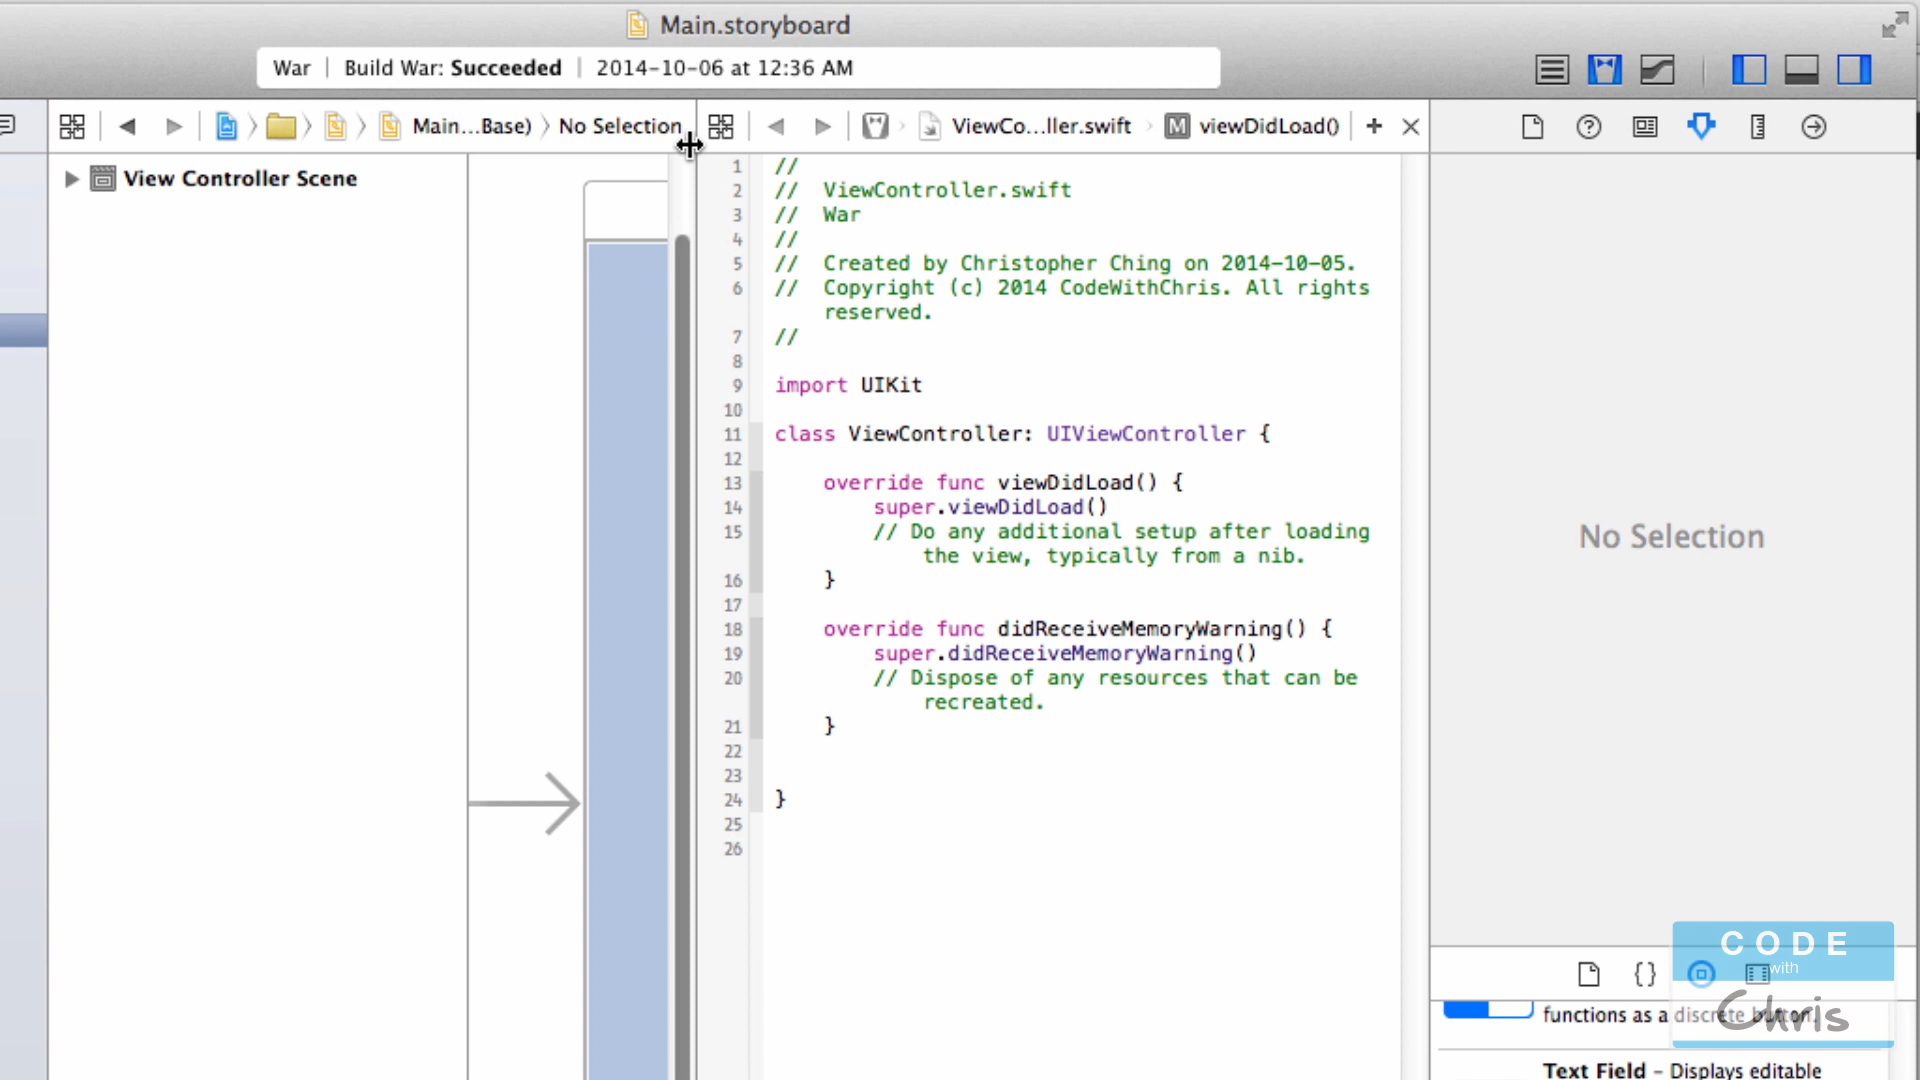 Main.storyboard
War | Build War: Succeeded | 2014-10-06 at 12:36 AM
Main...Base) No Selection
ViewCo...ller.swift M viewDidLoad() +
View Controller Scene
1 //
2 //  ViewController.swift
3 //  War
4 //
5 //  Created by Christopher Ching on 2014-10-05.
6 //  Copyright (c) 2014 CodeWithChris. All rights
reserved.
7 //
8
9 import UIKit
10
11 class ViewController: UIViewController {
12
13     override func viewDidLoad() {
14         super.viewDidLoad()
15         // Do any additional setup after loading
the view, typically from a nib.
16     }
17
18     override func didReceiveMemoryWarning() {
19         super.didReceiveMemoryWarning()
20         // Dispose of any resources that can be
recreated.
21     }
22
23
24 }
25
26
No Selection
{}
functions as a discrete button.
Text Field – Displays editable
CODE
with
Chris